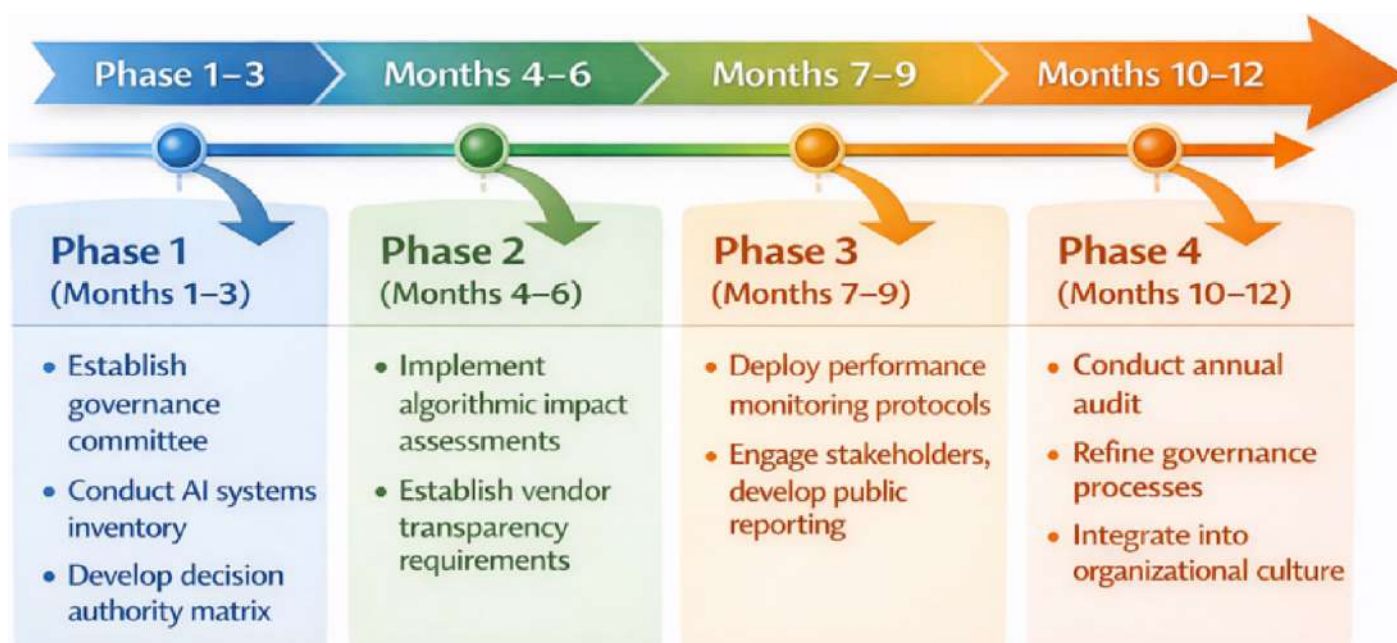 Phase 1–3
Months 4–6
Months 7–9
Months 10–12
Phase 1
(Months 1–3)
• Establish
governance
committee
• Conduct AI systems
inventory
• Develop decision
authority matrix
Phase 2
(Months 4–6)
• Implement
algorithmic impact
assessments
• Establish vendor
transparency
requirements
Phase 3
(Months 7–9)
• Deploy performance
monitoring protocols
• Engage stakeholders,
develop public
reporting
Phase 4
(Months 10–12)
• Conduct annual
audit
• Refine governance
processes
• Integrate into
organizational culture